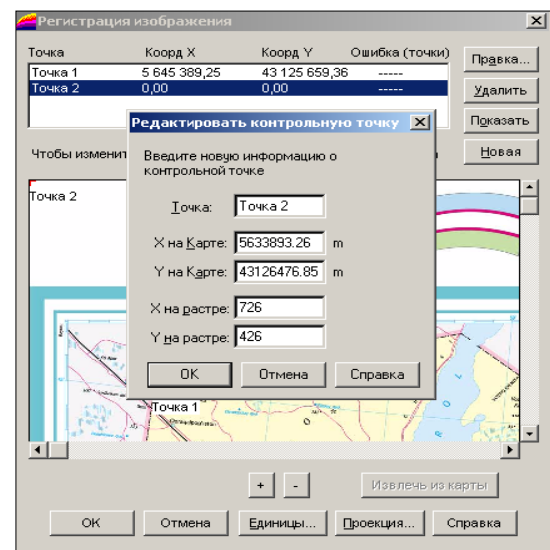 Регистрация изображения
Точка Коорд X Коорд Y Ошибка (точки)
Точка 1 5 645 389,25 43 125 659,36 -----
Точка 2 0,00 0,00 -----
Правка...
Удалить
Показать
Новая
Чтобы изменит
Редактировать контрольную точку
Введите новую информацию о
контрольной точке
Точка: Точка 2
X на Карте: 5633893.26 m
Y на Карте: 43126476.85 m
X на растре: 726
Y на растре: 426
OK Отмена Справка
Точка 2
Точка 1
+ -
Извлечь из карты
OK Отмена Единицы... Проекция... Справка